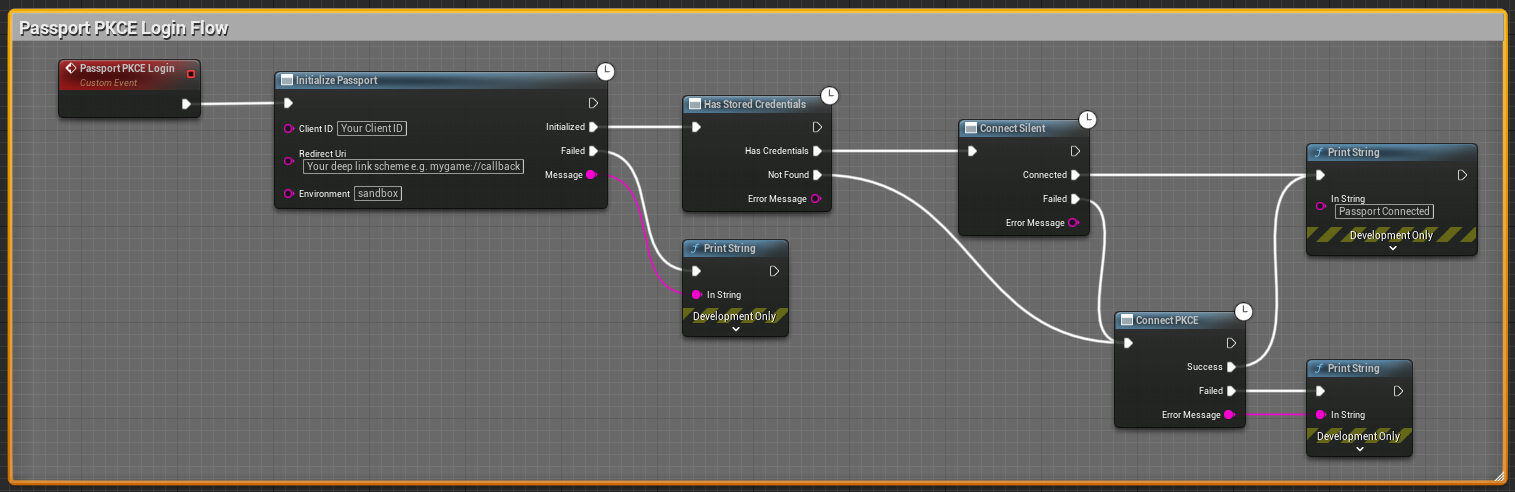 Passport PKCE Login Flow
Passport PKCE Login
Custom Event
Initialize Passport
Client ID Your Client ID
Initialized
Redirect Uri
Your deep link scheme e.g. mygame://callback
Failed
Message
Environment sandbox
Has Stored Credentials
Has Credentials
Not Found
Error Message
f Print String
In String
Development Only
Connect Silent
Connected
Failed
Error Message
f Print String
In String
Passport Connected
Development Only
Connect PKCE
Success
Failed
Error Message
f Print String
In String
Development Only